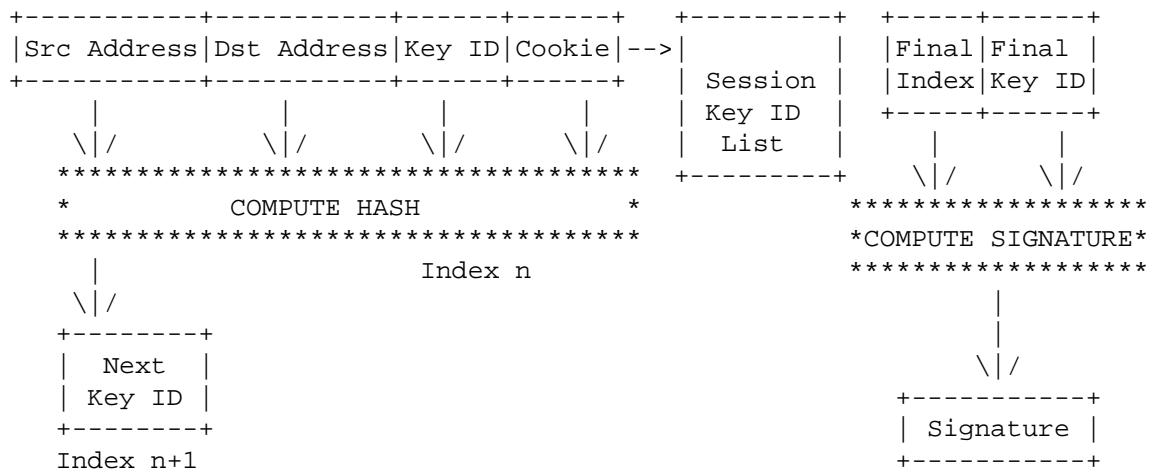 +-----------+-----------+------+------+   +---------+  +-----+------+
|Src Address|Dst Address|Key ID|Cookie|-->|         |  |Final|Final |
+-----------+-----------+------+------+   | Session |  |Index|Key ID|
     |           |         |        |     | Key ID  |  +-----+------+
    \|/         \|/       \|/      \|/    |  List   |     |       |
   *************************************  +---------+    \|/     \|/
   *          COMPUTE HASH             *             *******************
   *************************************             *COMPUTE SIGNATURE*
     |                    Index n                    *******************
    \|/                                                       |
   +--------+                                                 |
   |  Next  |                                                \|/
   | Key ID |                                           +-----------+
   +--------+                                           | Signature |
   Index n+1                                            +-----------+